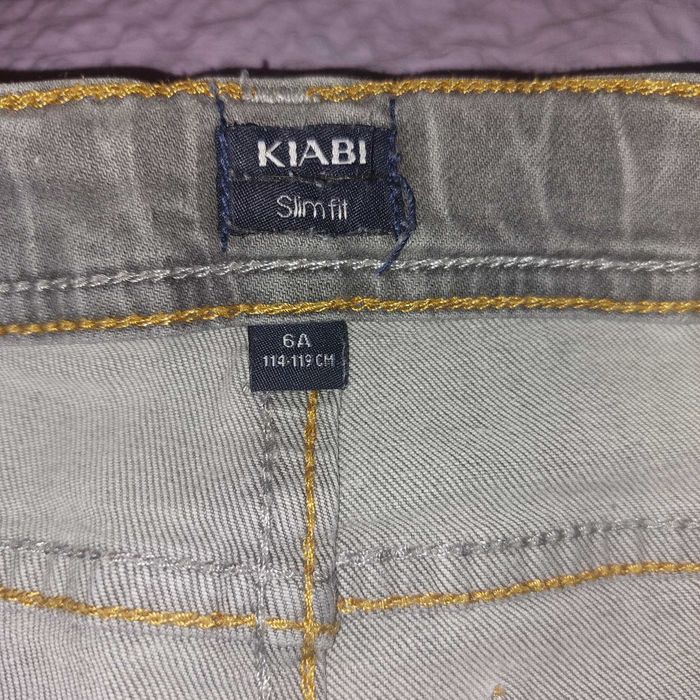 KIABI
Slim fit
6A
114-119 CM